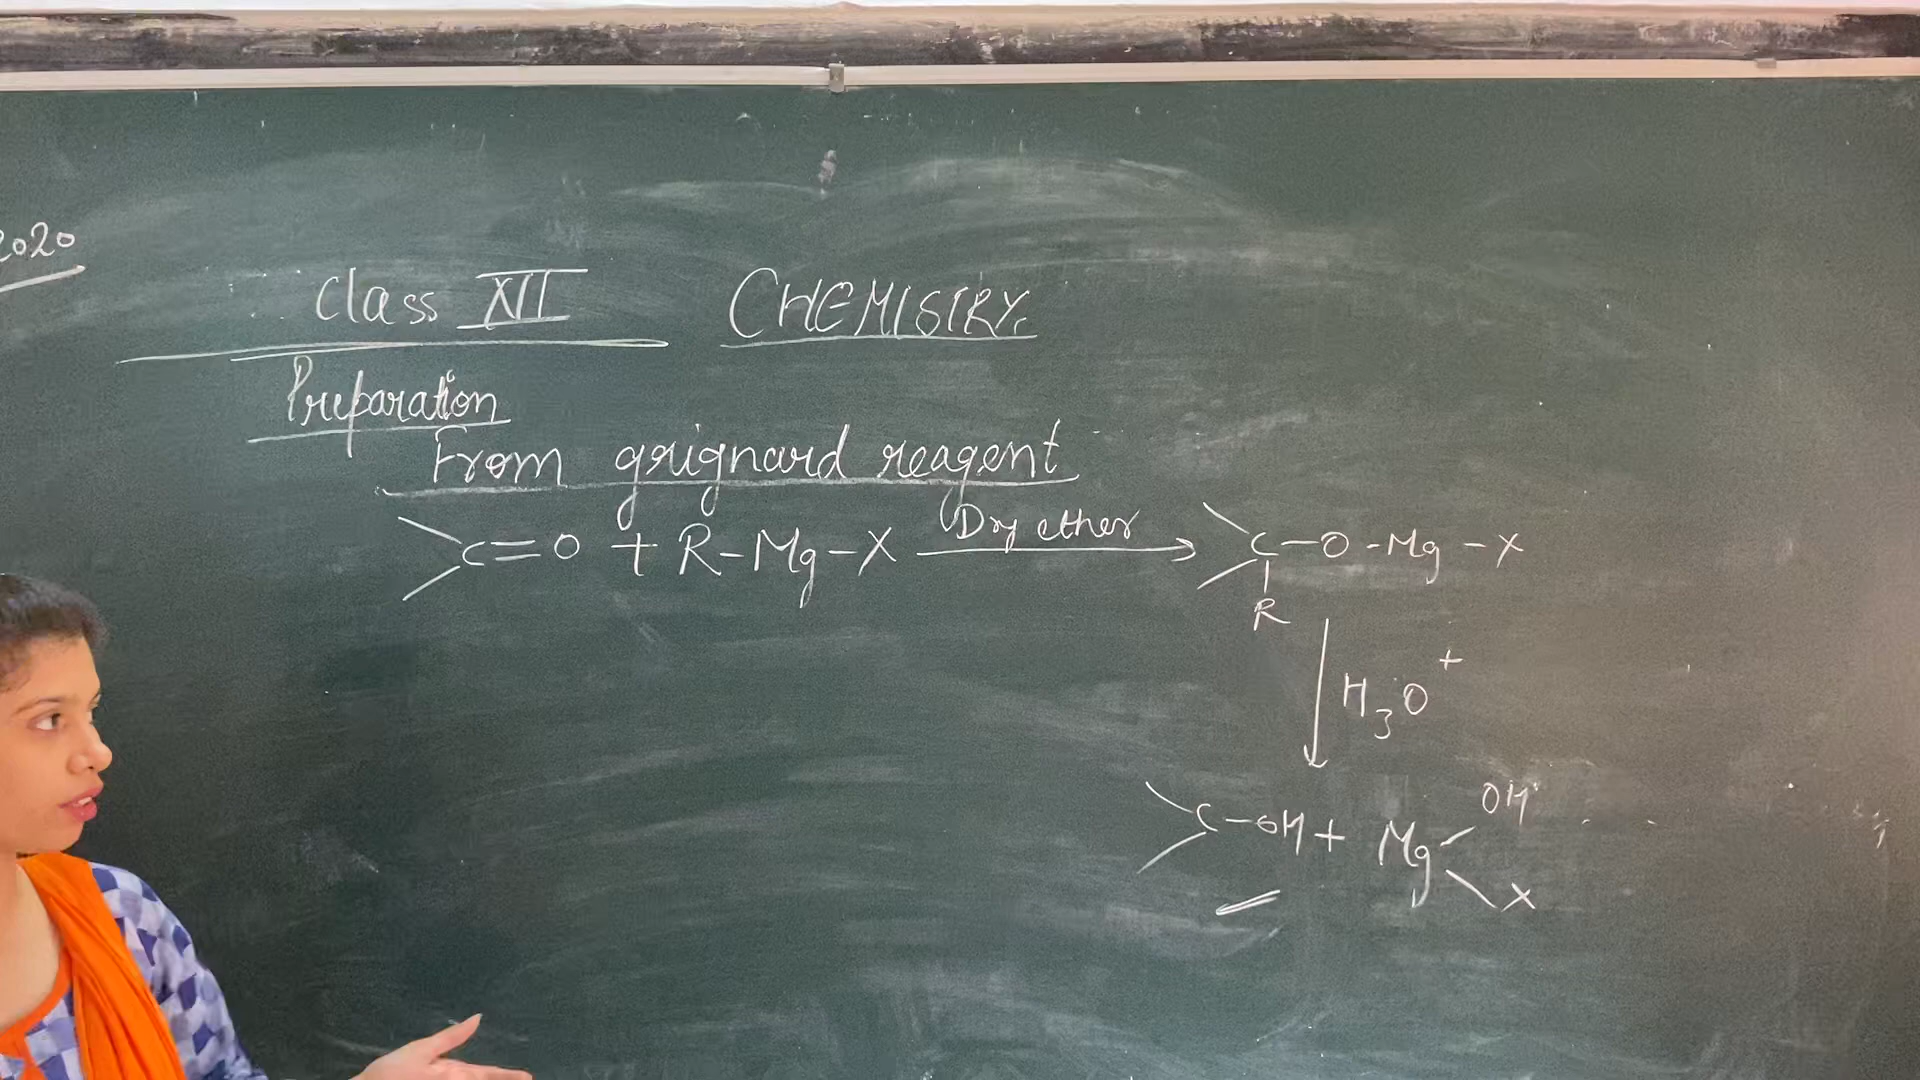 2020
Class XII CHEMISTRY
Preparation
From grignard reagent
C=O + R-Mg-X Dry ether → C-O-Mg-X
R
H3O+
C-OH + Mg OH
X